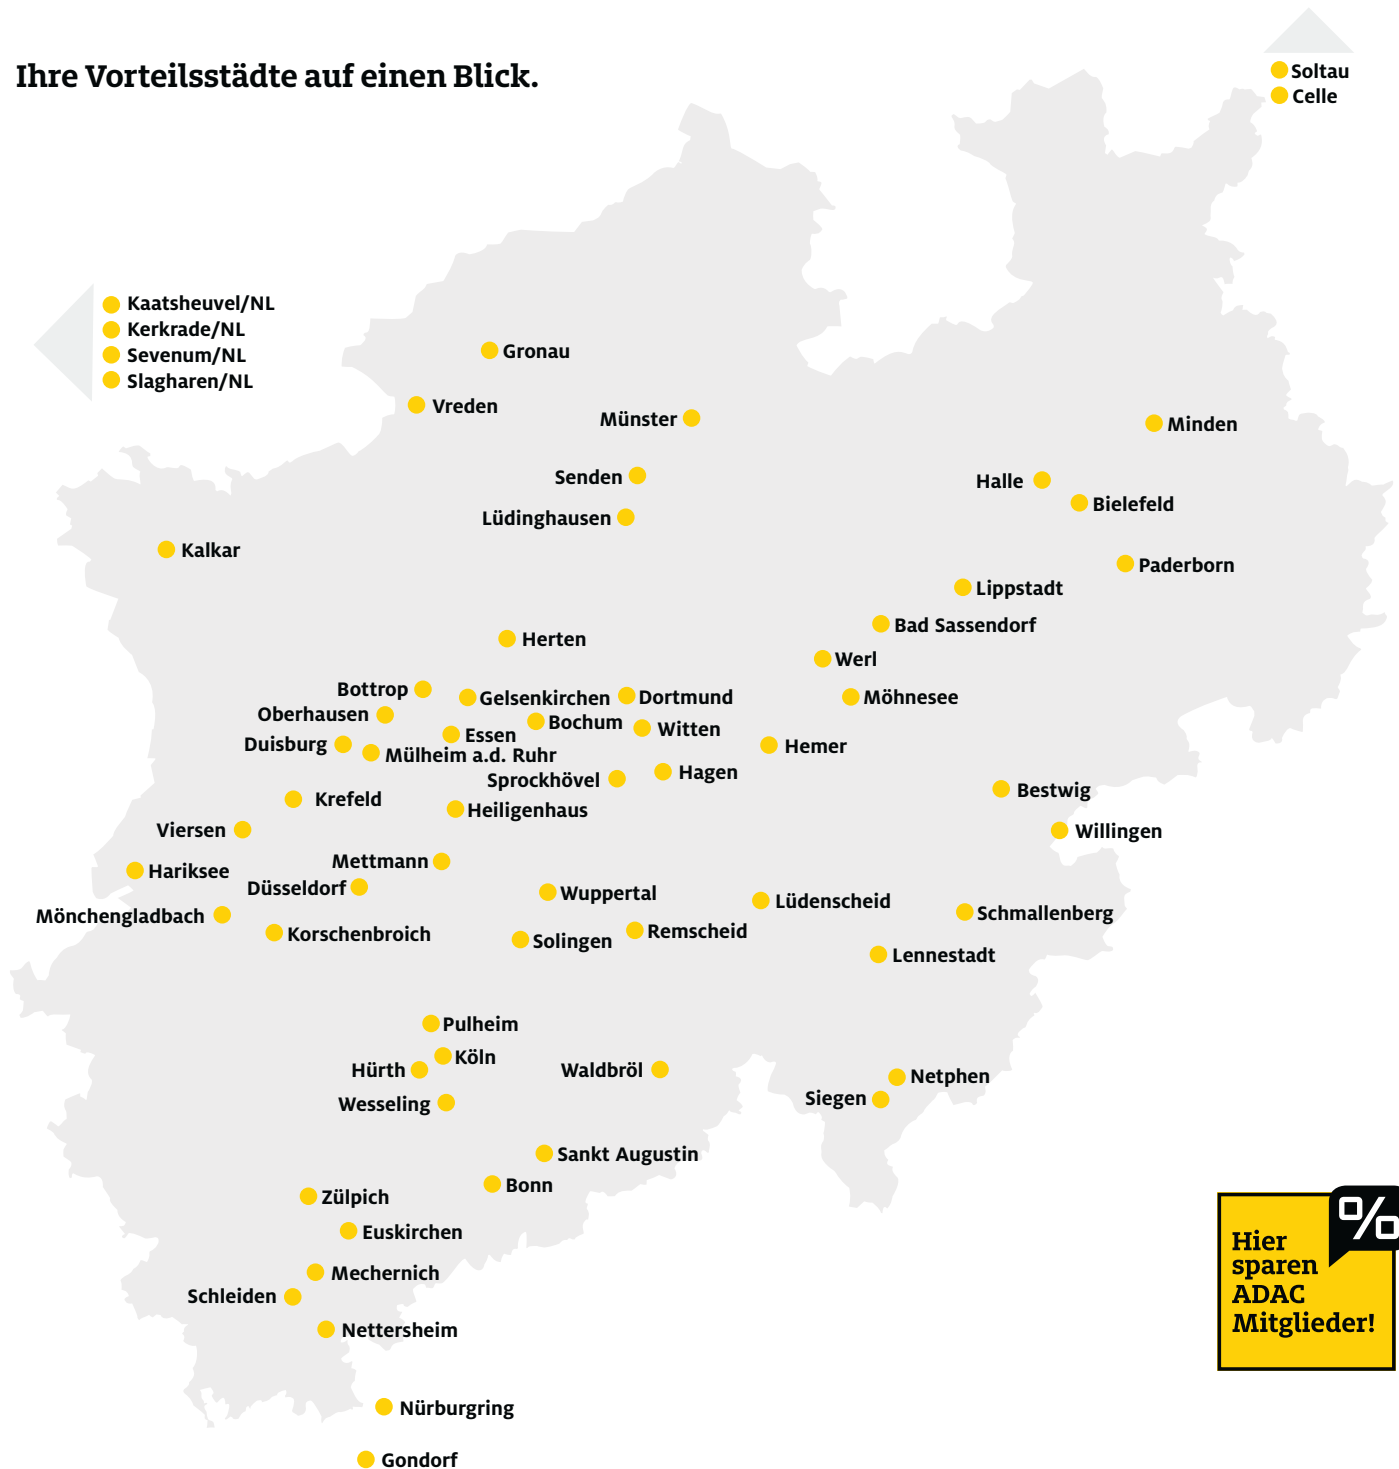 Ihre Vorteilsstädte auf einen Blick.
Soltau
Celle
Kaatsheuvel/NL
Kerkrade/NL
Sevenum/NL
Slagharen/NL
Gronau
Vreden
Münster
Minden
Senden
Halle
Bielefeld
Lüdinghausen
Kalkar
Paderborn
Lippstadt
Bad Sassendorf
Herten
Werl
Bottrop
Gelsenkirchen
Dortmund
Möhnesee
Oberhausen
Bochum
Witten
Essen
Duisburg
Hemer
Mülheim a.d. Ruhr
Hagen
Sprockhövel
Bestwig
Krefeld
Heiligenhaus
Viersen
Willingen
Mettmann
Hariksee
Düsseldorf
Wuppertal
Lüdenscheid
Schmallenberg
Mönchengladbach
Korschenbroich
Remscheid
Solingen
Lennestadt
Pulheim
Köln
Hürth
Waldbröl
Netphen
Siegen
Wesseling
Sankt Augustin
Bonn
Zülpich
Euskirchen
Mechernich
Schleiden
Nettersheim
Nürburgring
Gondorf
%
Hier
sparen
ADAC
Mitglieder!